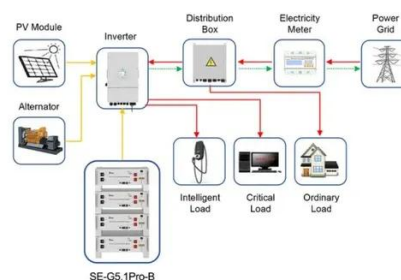 PV Module
Inverter
Distribution
Box
Electricity
Meter
Power
Grid
Alternator
Intelligent
Load
Critical
Load
Ordinary
Load
SE-G5.1Pro-B